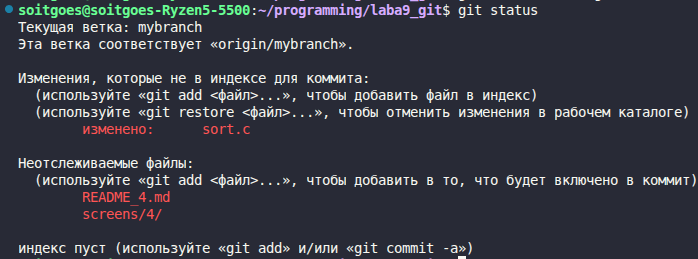 soitgoes@soitgoes-Ryzen5-5500:~/programming/laba9_git$ git status
Текущая ветка: mybranch
Эта ветка соответствует «origin/mybranch».
Изменения, которые не в индексе для коммита:
(используйте «git add <файл>...», чтобы добавить файл в индекс)
(используйте «git restore <файл>...», чтобы отменить изменения в рабочем каталоге)
изменено: sort.c
Неотслеживаемые файлы:
(используйте «git add <файл>...», чтобы добавить в то, что будет включено в коммит)
README_4.md
screens/4/
индекс пуст (используйте «git add» и/или «git commit -a»)